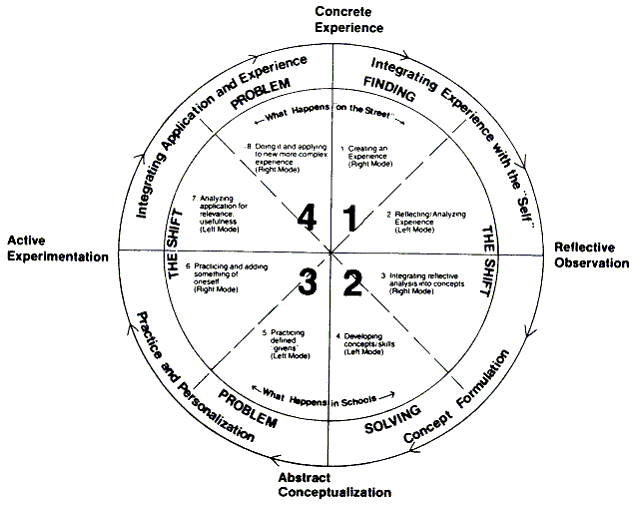 Concrete
Experience
Integrating Application and Experience
Integrating Experience with the "Self"
PROBLEM
FINDING
What Happens "on the Street"
8 Doing it and applying
to new more complex
experience
(Right Mode)
1 Creating an
Experience
(Right Mode)
7. Analyzing
application for
relevance,
usefulness
(Left Mode)
4
1
2 Reflecting/Analyzing
Experience
(Left Mode)
THE SHIFT
THE SHIFT
Active
Experimentation
Reflective
Observation
6 Practicing and adding
something of
oneself
(Right Mode)
3
2
3 Integrating reflective
analysis into concepts
(Right Mode)
5 Practicing
defined
"givens"
(Left Mode)
4 Developing
concepts/skills
(Left Mode)
What Happens in Schools
PROBLEM
SOLVING
Practice and Personalization
Concept Formulation
Abstract
Conceptualization